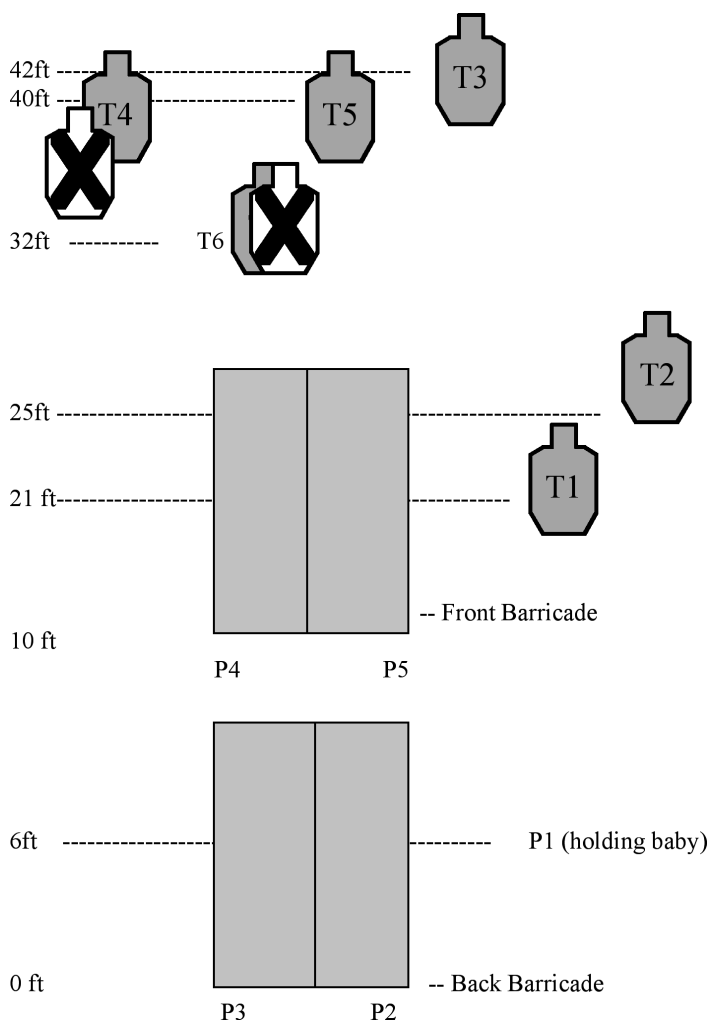 42ft
T3
40ft
T4
T5
32ft
T6
T2
25ft
T1
21 ft
-- Front Barricade
10 ft
P4
P5
6ft
P1 (holding baby)
0 ft
-- Back Barricade
P3
P2